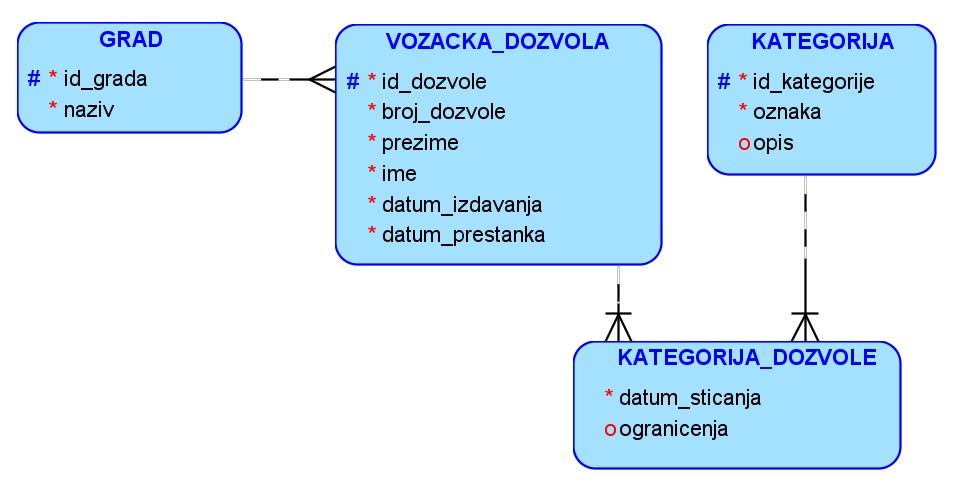 GRAD
# * id_grada
* naziv
VOZACKA_DOZVOLA
# * id_dozvole
* broj_dozvole
* prezime
* ime
* datum_izdavanja
* datum_prestanka
KATEGORIJA
# * id_kategorije
* oznaka
o opis
KATEGORIJA_DOZVOLE
* datum_sticanja
o ogranicenja